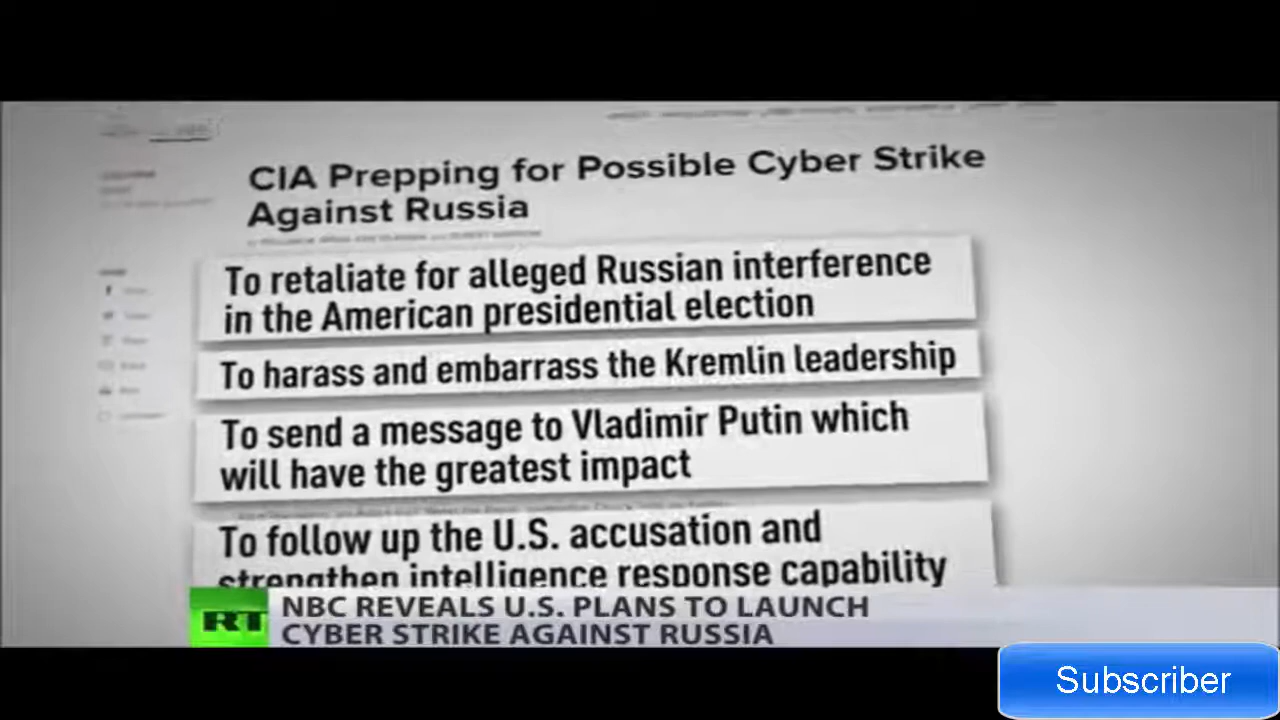 CIA Prepping for Possible Cyber Strike
Against Russia
To retaliate for alleged Russian interference
in the American presidential election
To harass and embarrass the Kremlin leadership
To send a message to Vladimir Putin which
will have the greatest impact
To follow up the U.S. accusation and
strengthen intelligence response capability
RT
NBC REVEALS U.S. PLANS TO LAUNCH
CYBER STRIKE AGAINST RUSSIA
Subscriber